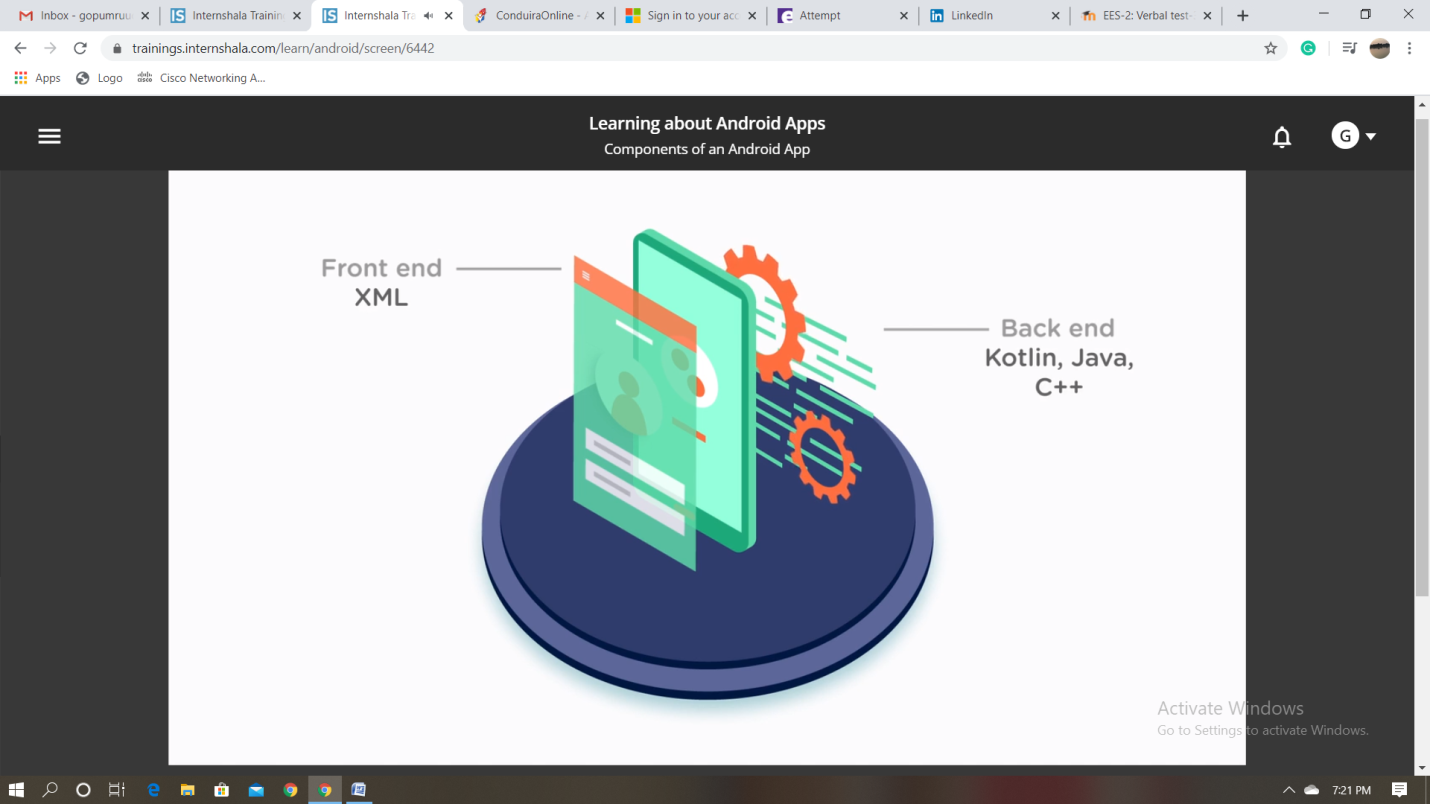 Inbox - gopumruu
Internshala Trainin
Internshala Tra
ConduiraOnline - A
Sign in to your acc
Attempt
LinkedIn
EES-2: Verbal test-
trainings.internshala.com/learn/android/screen/6442
Apps
Logo
Cisco Networking A...
Learning about Android Apps
Components of an Android App
G
Front end
XML
Back end
Kotlin, Java,
C++
Activate Windows
Go to Settings to activate Windows.
7:21 PM